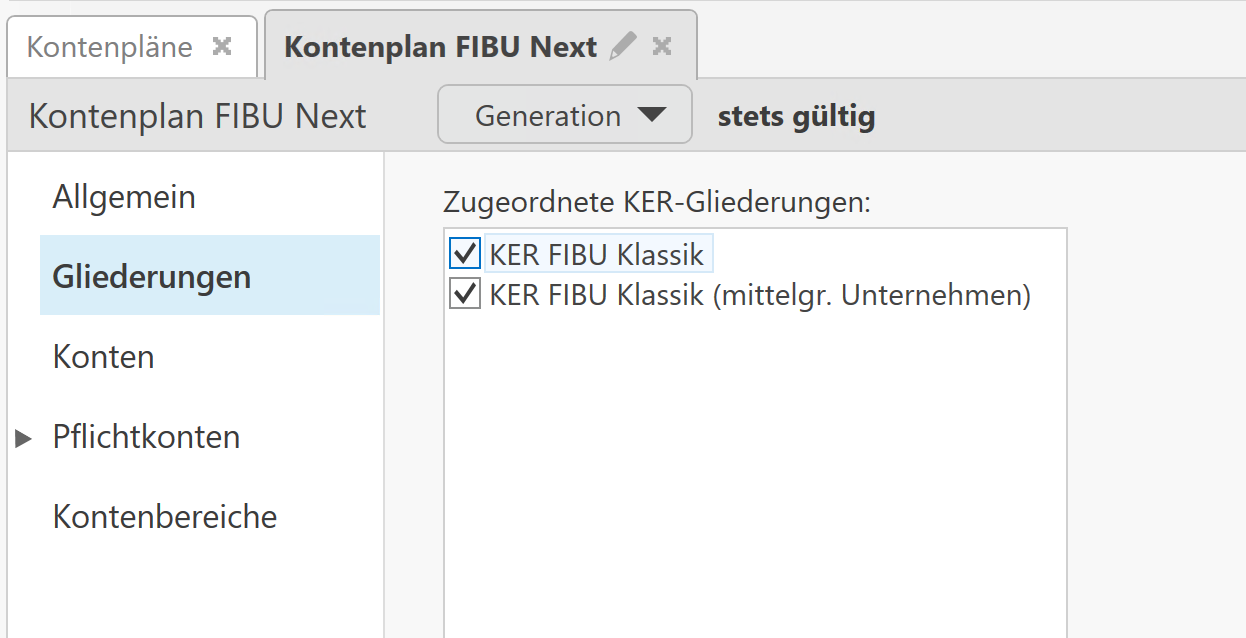 Kontenpläne
Kontenplan FIBU Next
Kontenplan FIBU Next
Generation
stets gültig
Allgemein
Gliederungen
Konten
Pflichtkonten
Kontenbereiche
Zugeordnete KER-Gliederungen:
KER FIBU Klassik
KER FIBU Klassik (mittelgr. Unternehmen)